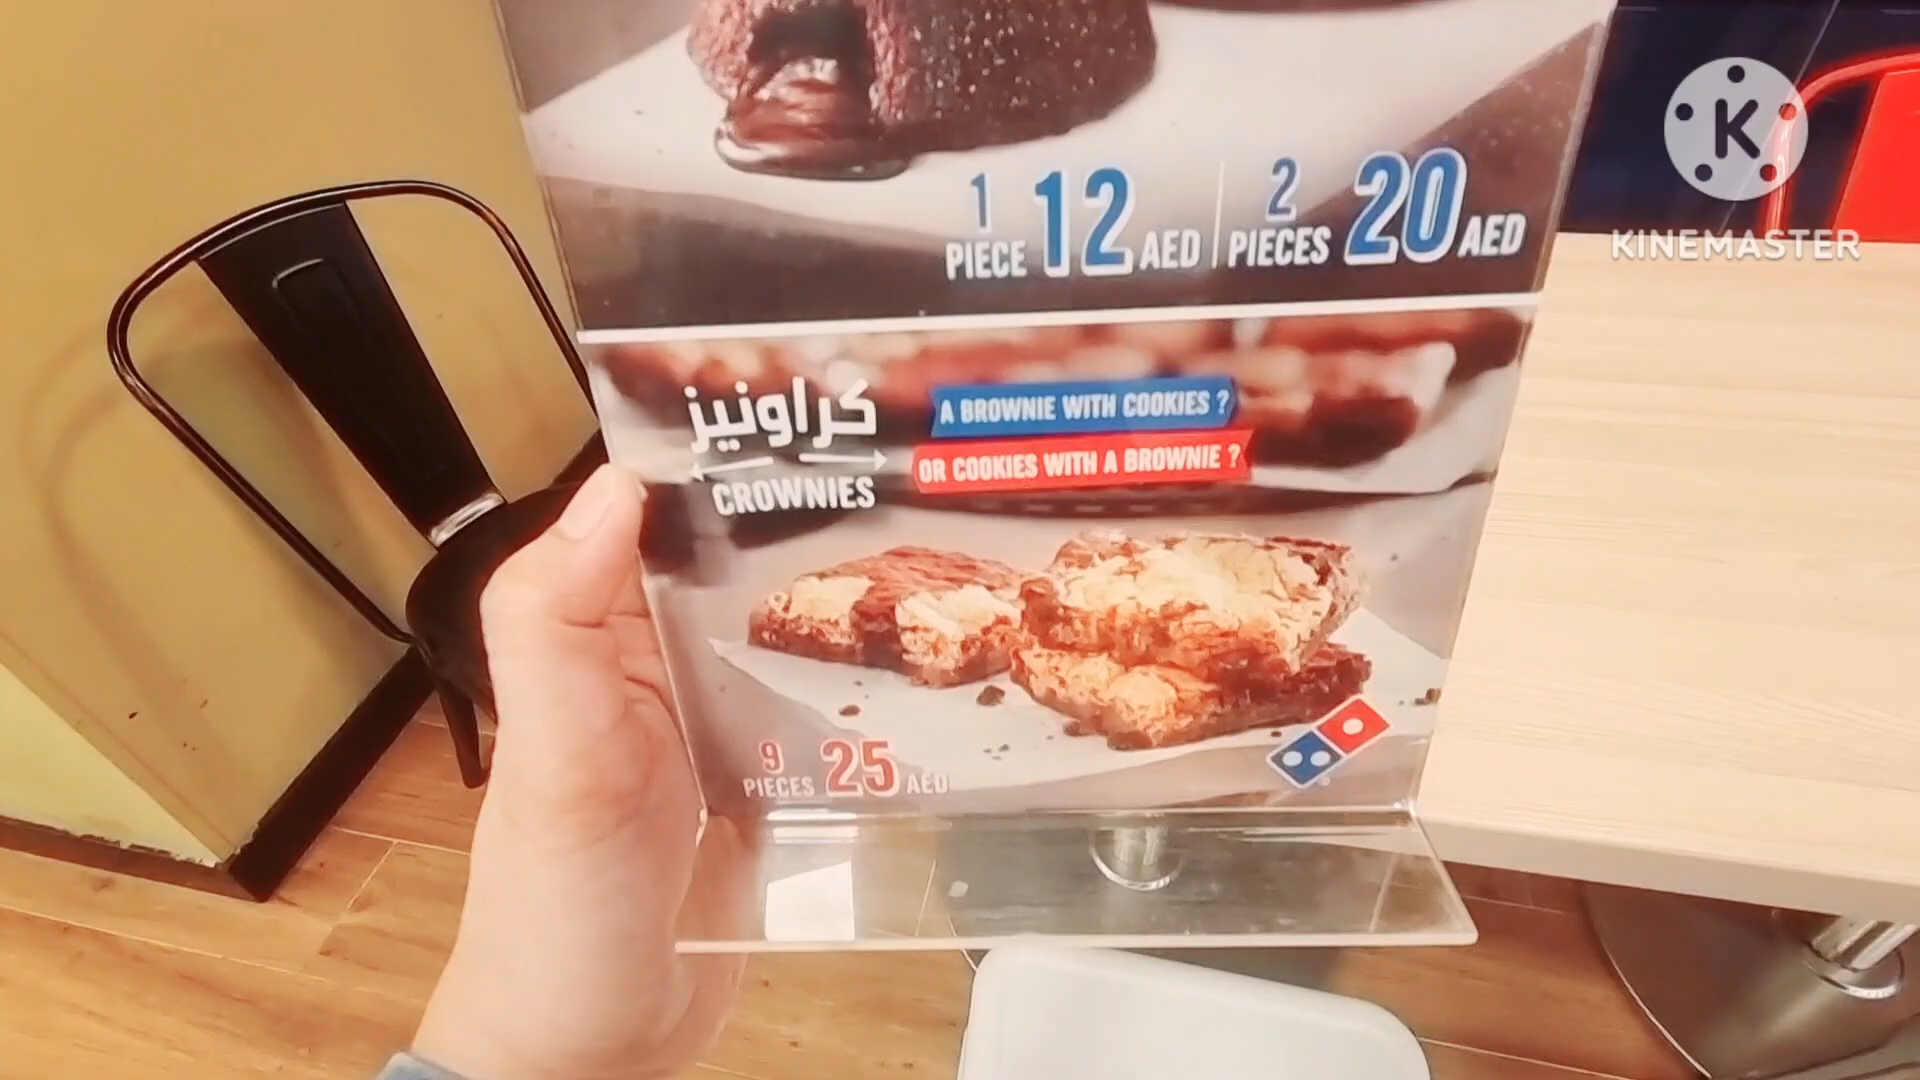 1 PIECE 12 AED | 2 PIECES 20 AED
كراونيز
CROWNIES
A BROWNIE WITH COOKIES ?
OR COOKIES WITH A BROWNIE ?
9 PIECES 25 AED
K
KINEMASTER